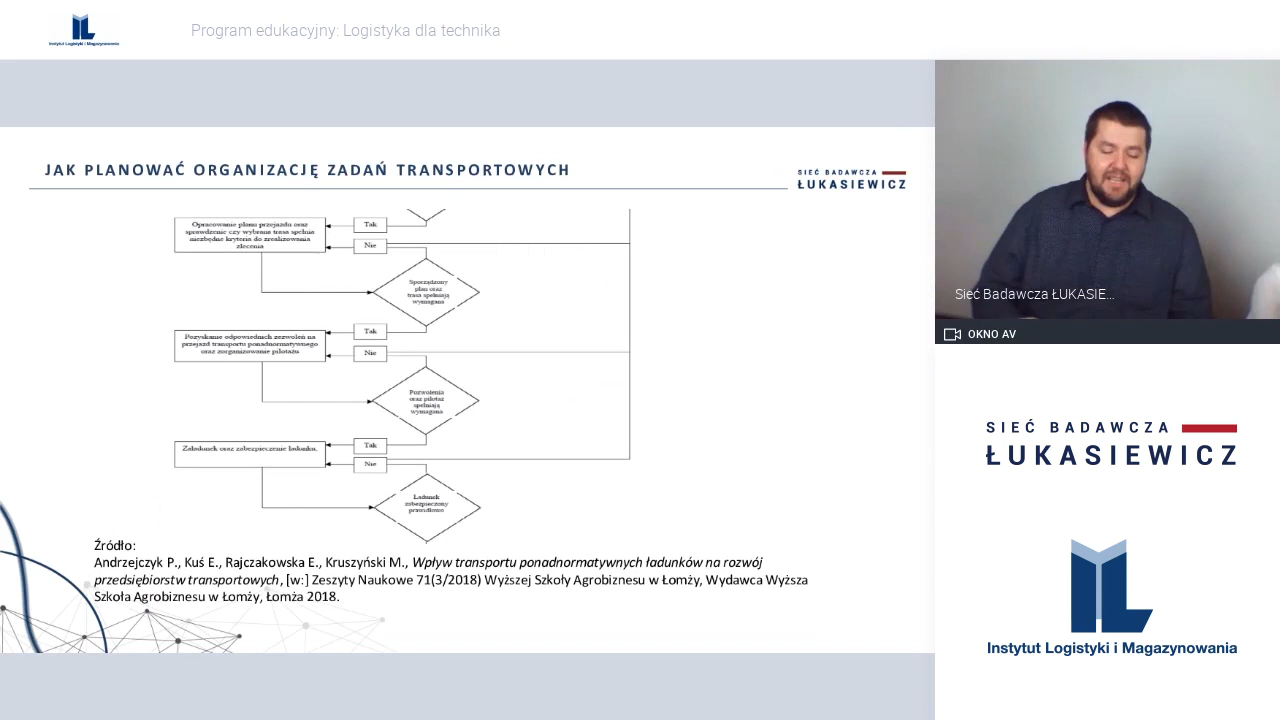 Instytut Logistyki i Magazynowania
Program edukacyjny: Logistyka dla technika
JAK PLANOWAĆ ORGANIZACJĘ ZADAŃ TRANSPORTOWYCH
SIEĆ BADAWCZA
ŁUKASIEWICZ
Opracowanie planu przejazdu oraz
sprawdzenie czy wybrana trasa spełnia
niezbędne kryteria do zrealizowania
zlecenia
Tak
Nie
Sporządzony
plan oraz
trasa spełniają
wymagana
Pozyskanie odpowiednich zezwoleń na
przejazd transportu ponadnormatywnego
oraz zorganizowanie pilotażu
Tak
Nie
Pozwolenia
oraz pilotaż
spełniają
wymagana
Załadunek oraz zabezpieczenie ładunku.
Tak
Nie
Ładunek
zabezpieczony
prawidłowo
Źródło:
Andrzejczyk P., Kuś E., Rajczakowska E., Kruszyński M., Wpływ transportu ponadnormatywnych ładunków na rozwój
przedsiębiorstw transportowych, [w:] Zeszyty Naukowe 71(3/2018) Wyższej Szkoły Agrobiznesu w Łomży, Wydawca Wyższa
Szkoła Agrobiznesu w Łomży, Łomża 2018.
Sieć Badawcza ŁUKASIE...
OKNO AV
SIEĆ BADAWCZA
ŁUKASIEWICZ
Instytut Logistyki i Magazynowania